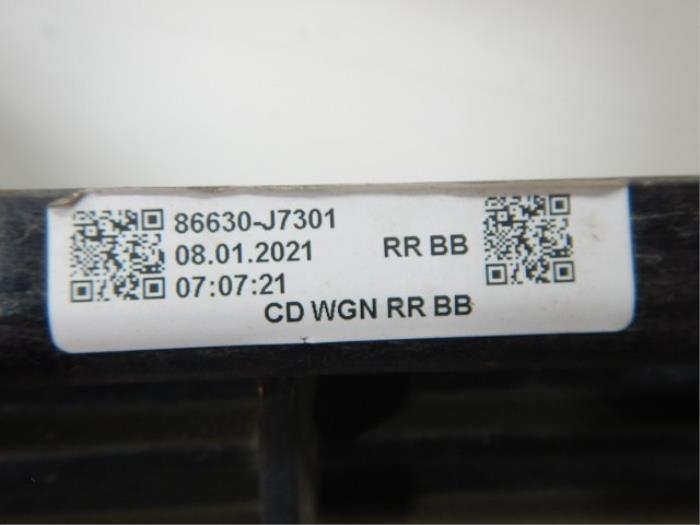 86630-J7301
08.01.2021 RR BB
07:07:21
CD WGN RR BB